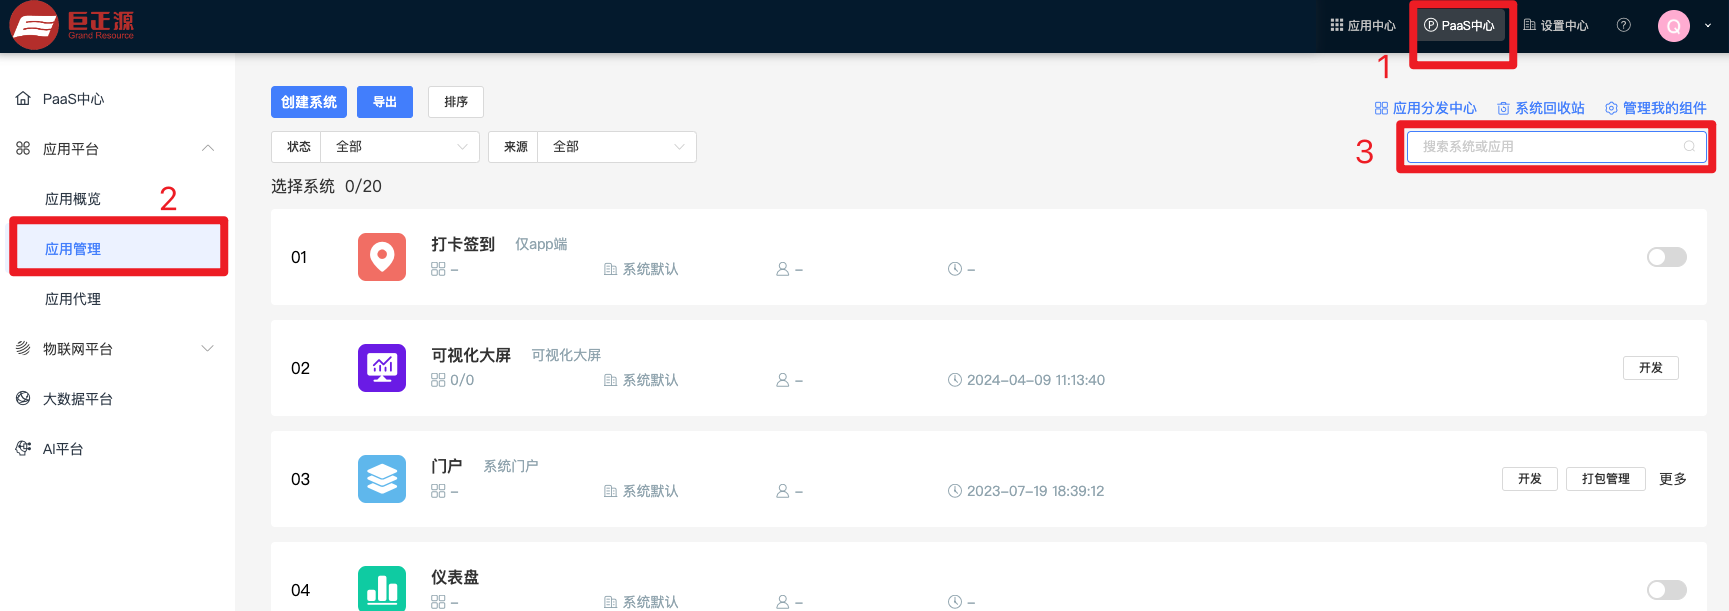 巨正源
Grand Resource
应用中心
PaaS中心
设置中心
Q
1
PaaS中心
应用平台
应用概览
2
应用管理
应用代理
物联网平台
大数据平台
AI平台
创建系统 导出 排序
应用分发中心 系统回收站 管理我的组件
状态 全部 来源 全部
3
搜索系统或应用
选择系统 0/20
01
打卡签到 仅app端
– 系统默认 – –
02
可视化大屏 可视化大屏
0/0 系统默认 – 2024-04-09 11:13:40
开发
03
门户 系统门户
– 系统默认 – 2023-07-19 18:39:12
开发 打包管理 更多
04
仪表盘
– 系统默认 – –